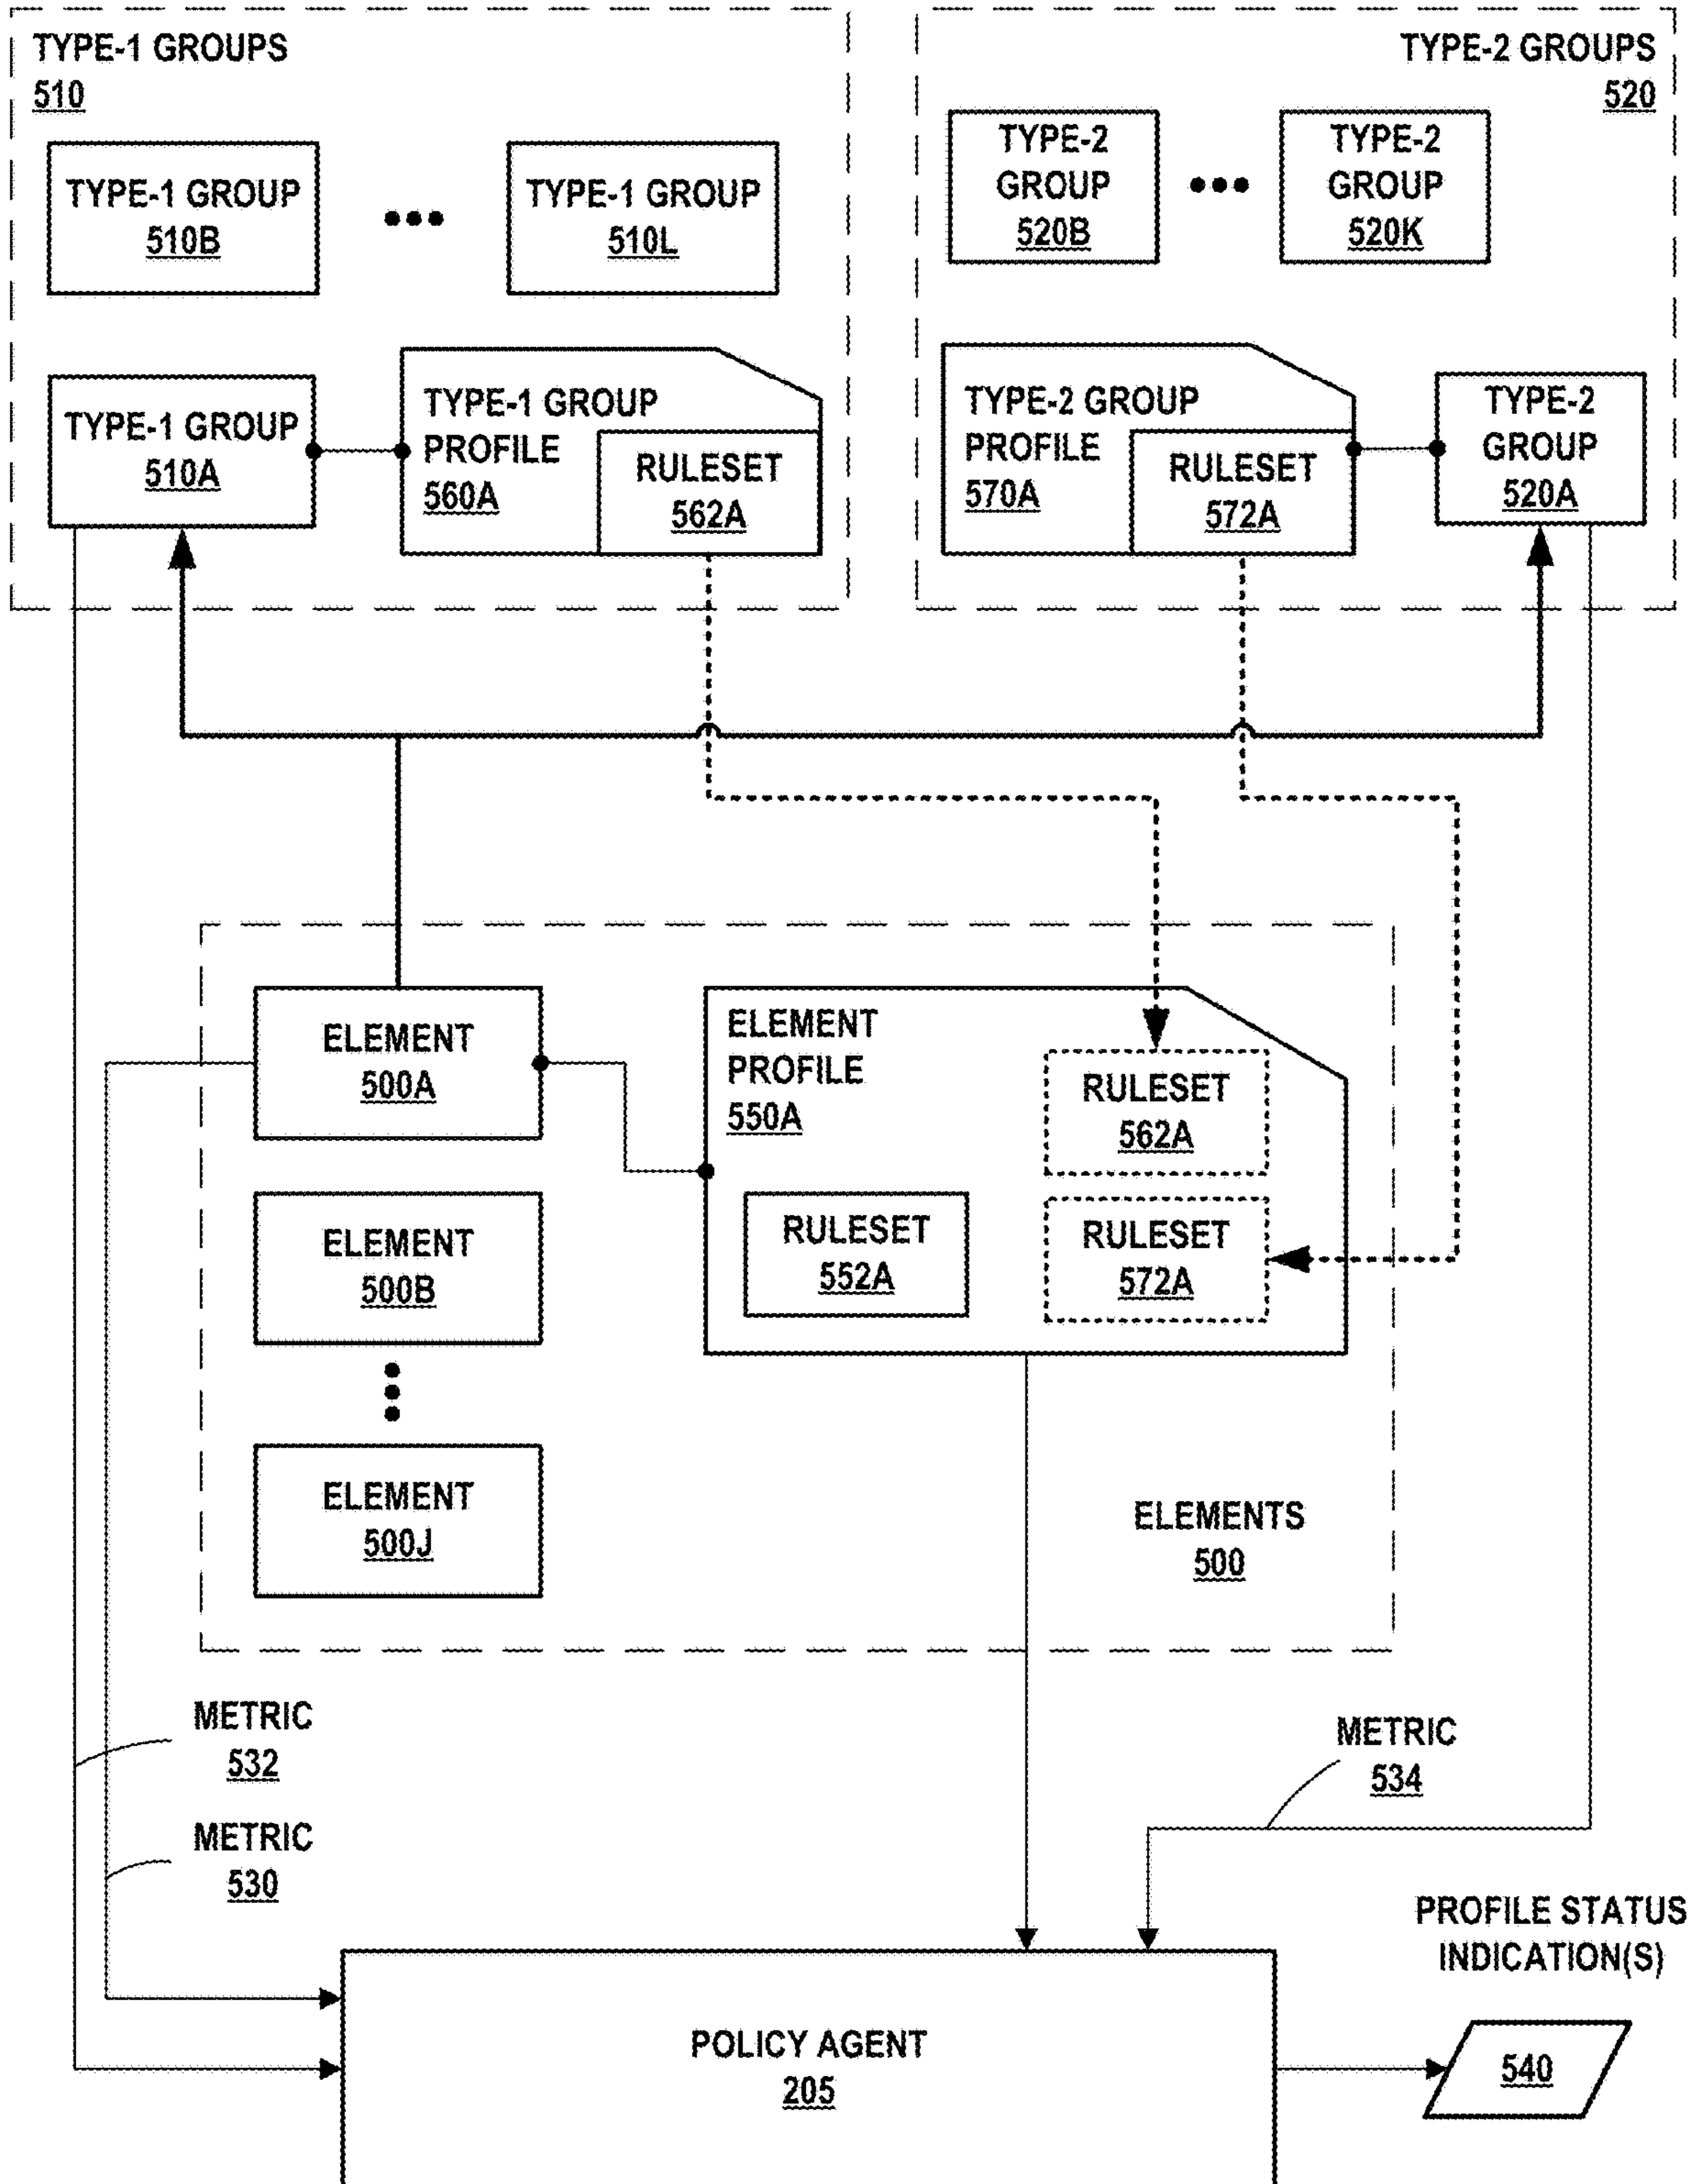 TYPE-1 GROUPS
510
TYPE-2 GROUPS
520
TYPE-1 GROUP
510B
TYPE-1 GROUP
510L
TYPE-2
GROUP
520B
TYPE-2
GROUP
520K
TYPE-1 GROUP
510A
TYPE-1 GROUP
PROFILE
560A
RULESET
562A
TYPE-2 GROUP
PROFILE
570A
RULESET
572A
TYPE-2
GROUP
520A
ELEMENT
500A
ELEMENT
PROFILE
550A
RULESET
562A
RULESET
552A
RULESET
572A
ELEMENT
500B
ELEMENT
500J
ELEMENTS
500
METRIC
532
METRIC
534
METRIC
530
PROFILE STATUS
INDICATION(S)
POLICY AGENT
205
540